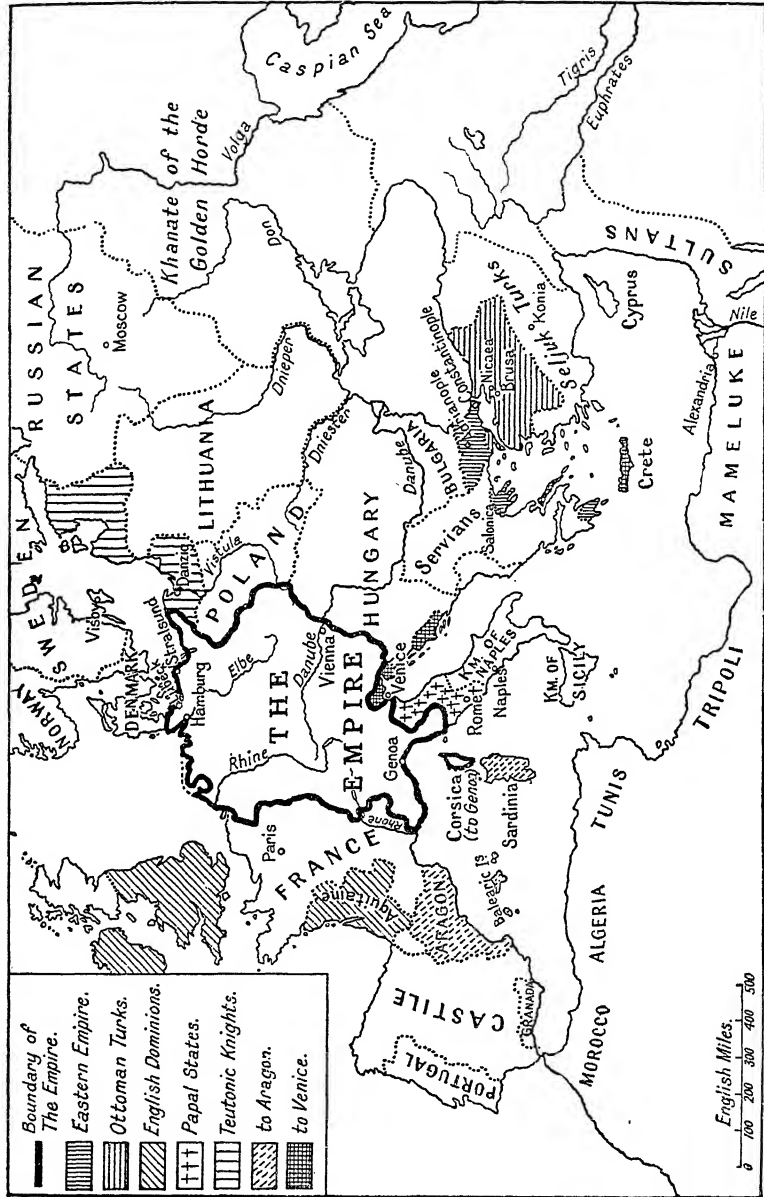 Boundary of
The Empire.
Eastern Empire.
Ottoman Turks.
English Dominions.
Papal States.
Teutonic Knights.
to Aragon.
to Venice.
English Miles.
0 100 200 300 400 500
NORWAY
SWEDEN
Visby
DENMARK
Stralsund
Hamburg
Danzig
RUSSIAN
STATES
Moscow
Khanate of the
Golden Horde
Volga
Don
Caspian Sea
LITHUANIA
Dnieper
Dniester
Vistula
POLAND
Elbe
Rhine
THE
EMPIRE
Danube
Vienna
HUNGARY
Danube
Paris
FRANCE
Rhone
Aquitaine
ARAGON
CASTILE
PORTUGAL
GRANADA
Balearic Is.
Genoa
Venice
Corsica
(to Genoa)
Sardinia
Rome
KM. OF
NAPLES
Naples
KM. OF
SICILY
Servians
BULGARIA
Adrianople
Constantinople
Salonica
Nicaea
Brusa
Seljuk Turks
Konia
Tigris
Euphrates
Cyprus
Crete
Alexandria
Nile
MAMELUKE
SULTANS
MOROCCO
ALGERIA
TUNIS
TRIPOLI